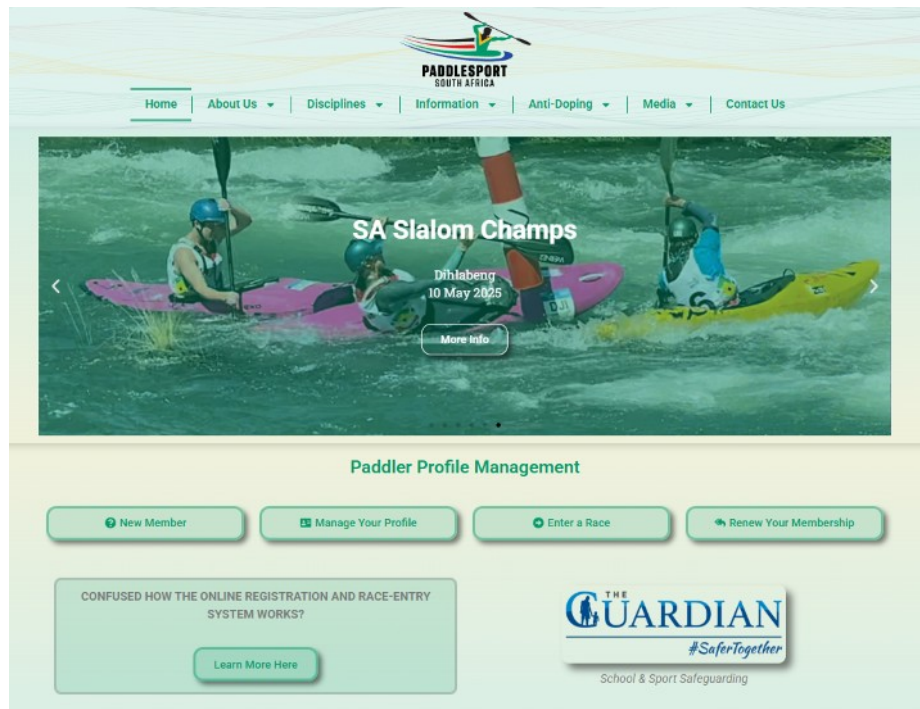 PADDLESPORT
SOUTH AFRICA
Home About Us Disciplines Information Anti-Doping Media Contact Us
SA Slalom Champs
Dihlabeng
10 May 2025
More Info
DJI
Paddler Profile Management
New Member Manage Your Profile Enter a Race Renew Your Membership
CONFUSED HOW THE ONLINE REGISTRATION AND RACE-ENTRY
SYSTEM WORKS?
Learn More Here
THE
GUARDIAN
#SaferTogether
School & Sport Safeguarding